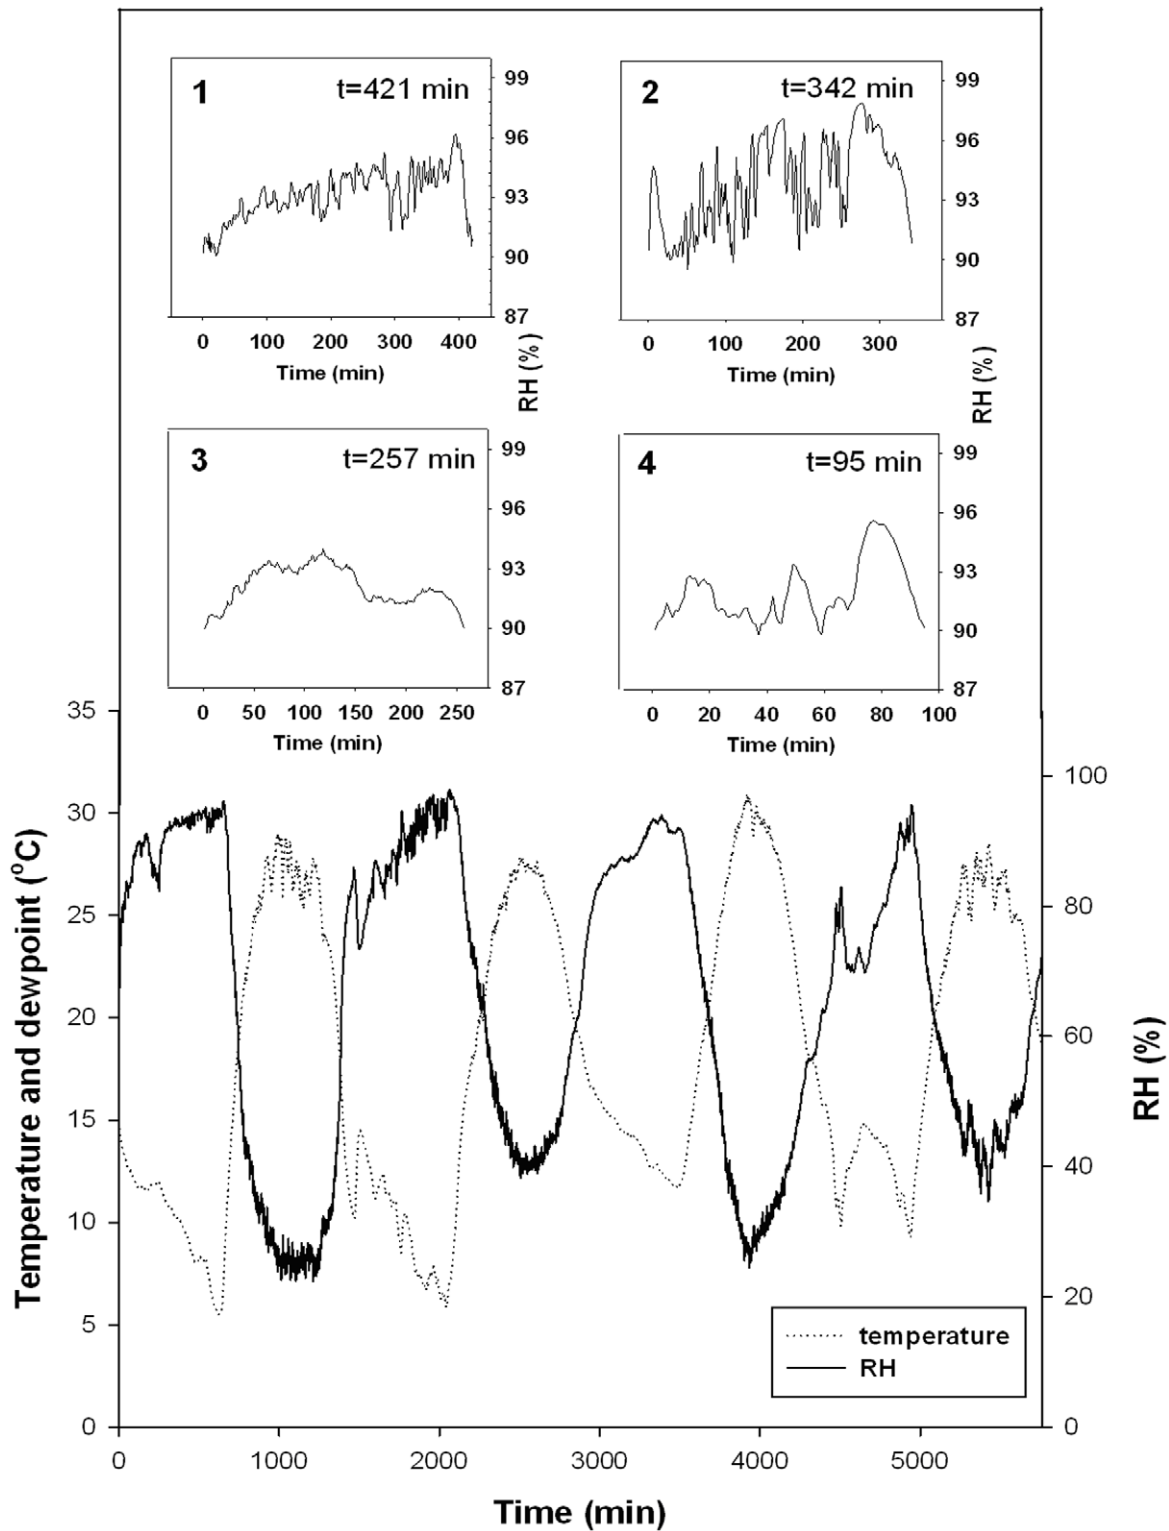 1
t=421 min
99
96
93
90
87
0 100 200 300 400
Time (min)
RH (%)
2
t=342 min
99
96
93
90
87
0 100 200 300
Time (min)
RH (%)
3
t=257 min
99
96
93
90
87
0 50 100 150 200 250
Time (min)
4
t=95 min
99
96
93
90
87
0 20 40 60 80 100
Time (min)
Temperature and dewpoint (°C)
35
30
25
20
15
10
5
0
100
80
60
40
20
0
RH (%)
temperature
RH
0 1000 2000 3000 4000 5000
Time (min)